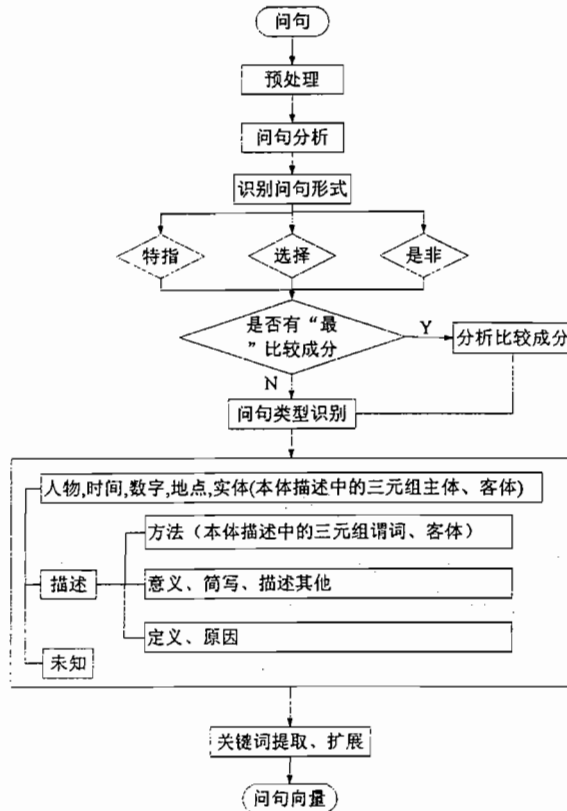 问句
预处理
问句分析
识别问句形式
特指
选择
是非
是否有“最
”比较成分
Y
分析比较成分
N
问句类型识别
人物,时间,数字,地点,实体(本体描述中的三元组主体、客体)
方法（本体描述中的三元组谓词、客体）
描述
意义、简写、描述其他
定义、原因
未知
关键词提取、扩展
问句向量